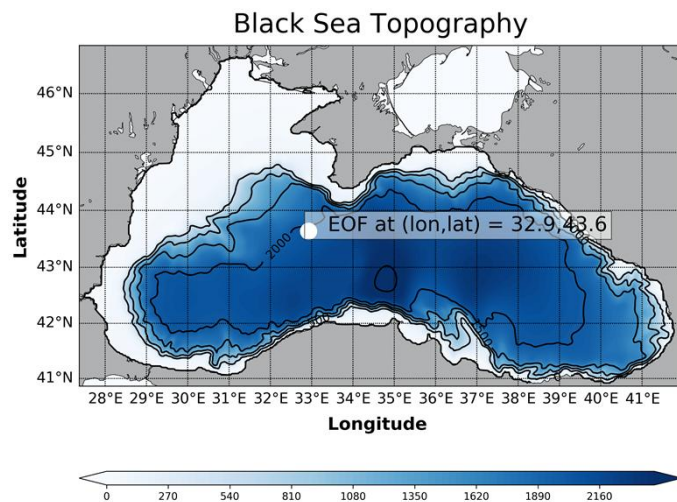 Black Sea Topography
46°N
45°N
44°N
43°N
42°N
41°N
Latitude
EOF at (lon,lat) = 32.9,43.6
2000
28°E 29°E 30°E 31°E 32°E 33°E 34°E 35°E 36°E 37°E 38°E 39°E 40°E 41°E
Longitude
0 270 540 810 1080 1350 1620 1890 2160